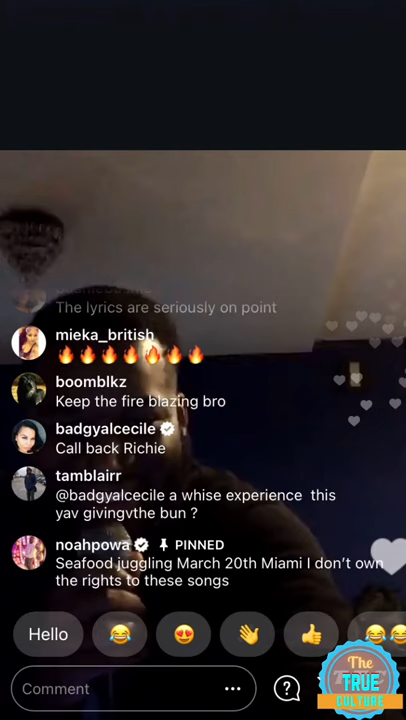 The lyrics are seriously on point
mieka_british
🔥🔥🔥🔥🔥🔥🔥
boomblkz
Keep the fire blazing bro
badgyalcecile
Call back Richie
tamblairr
@badgyalcecile a whise experience this
yav givingvthe bun ?
noahpowa PINNED
Seafood juggling March 20th Miami I don't own
the rights to these songs
Hello
Comment
The
TRUE
CULTURE